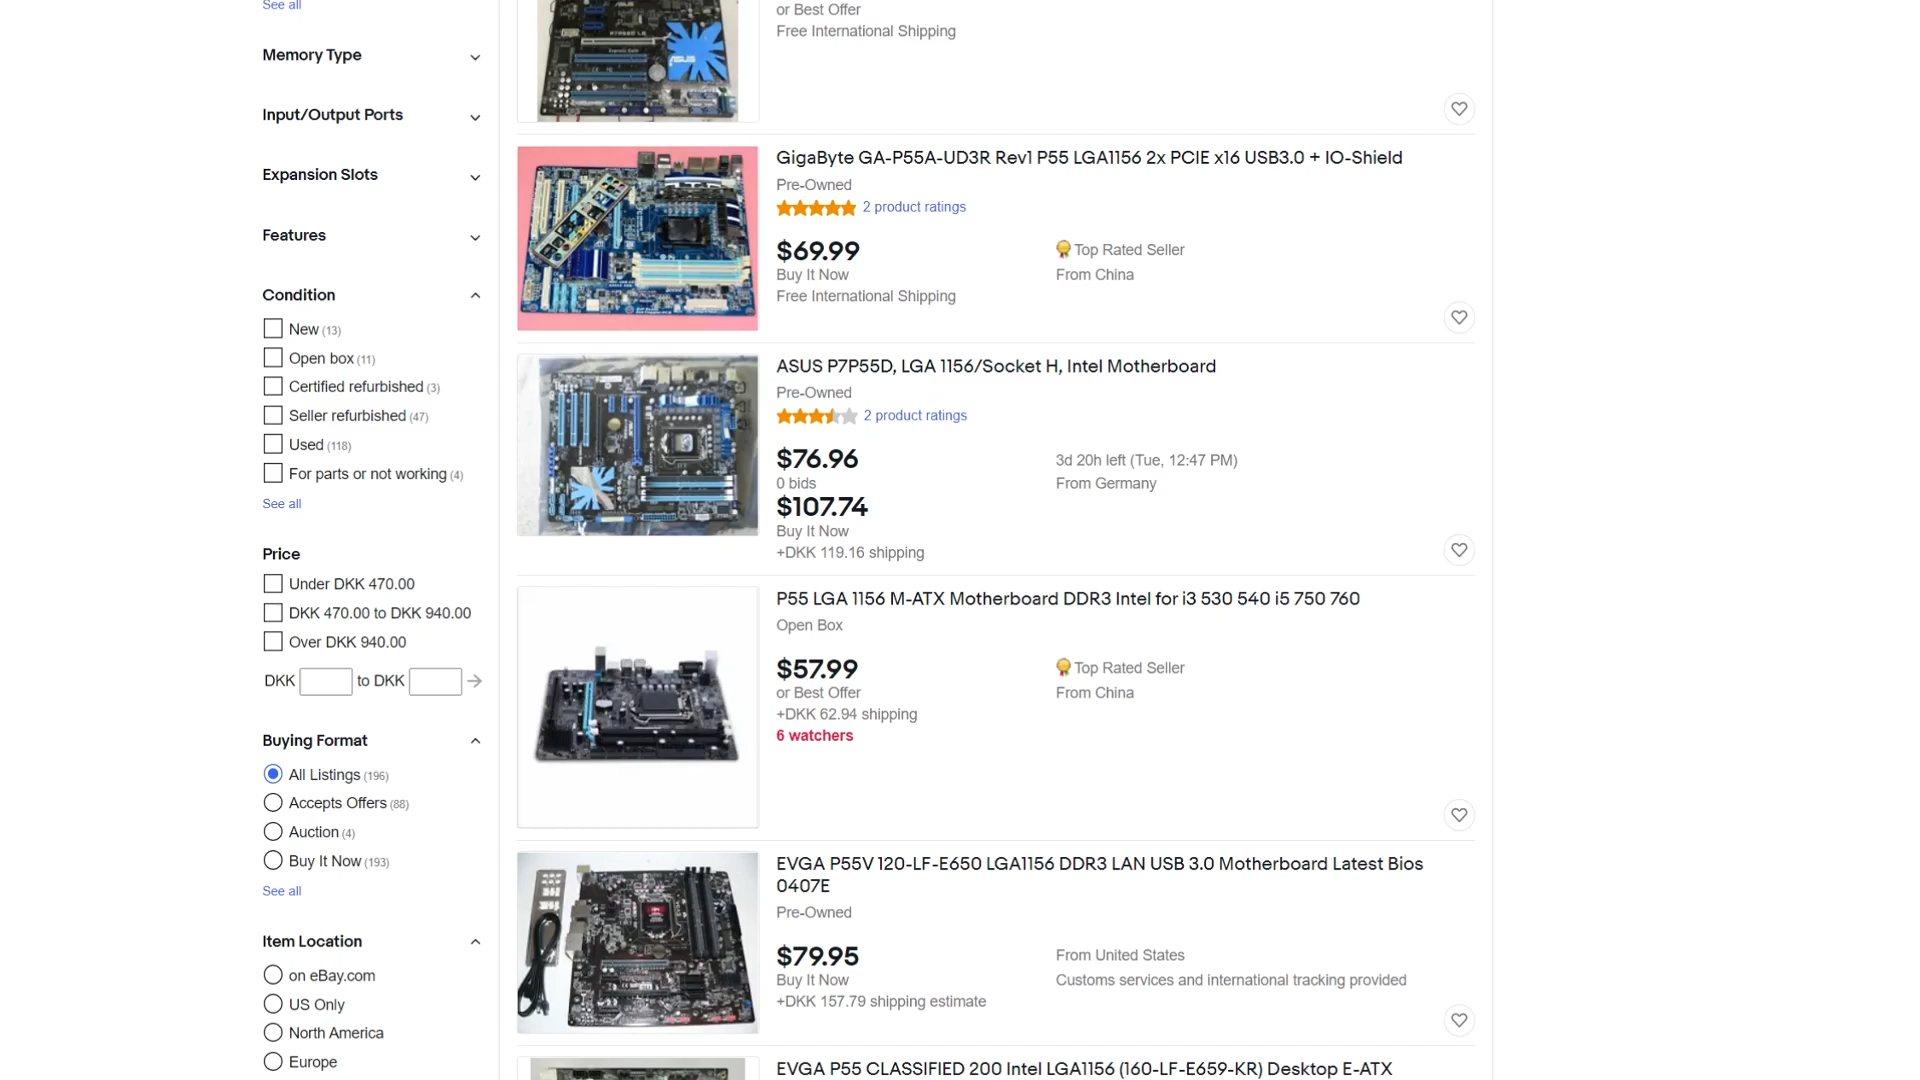 See all
Memory Type
Input/Output Ports
Expansion Slots
Features
Condition
New (13)
Open box (11)
Certified refurbished (3)
Seller refurbished (47)
Used (118)
For parts or not working (4)
See all
Price
Under DKK 470.00
DKK 470.00 to DKK 940.00
Over DKK 940.00
DKK to DKK
Buying Format
All Listings (196)
Accepts Offers (88)
Auction (4)
Buy It Now (193)
See all
Item Location
on eBay.com
US Only
North America
Europe
or Best Offer
Free International Shipping
GigaByte GA-P55A-UD3R Rev1 P55 LGA1156 2x PCIE x16 USB3.0 + IO-Shield
Pre-Owned
2 product ratings
$69.99
Buy It Now
Free International Shipping
Top Rated Seller
From China
ASUS P7P55D, LGA 1156/Socket H, Intel Motherboard
Pre-Owned
2 product ratings
$76.96
0 bids
$107.74
Buy It Now
+DKK 119.16 shipping
3d 20h left (Tue, 12:47 PM)
From Germany
P55 LGA 1156 M-ATX Motherboard DDR3 Intel for i3 530 540 i5 750 760
Open Box
$57.99
or Best Offer
+DKK 62.94 shipping
6 watchers
Top Rated Seller
From China
EVGA P55V 120-LF-E650 LGA1156 DDR3 LAN USB 3.0 Motherboard Latest Bios
0407E
Pre-Owned
$79.95
Buy It Now
+DKK 157.79 shipping estimate
From United States
Customs services and international tracking provided
EVGA P55 CLASSIFIED 200 Intel LGA1156 (160-LF-E659-KR) Desktop E-ATX